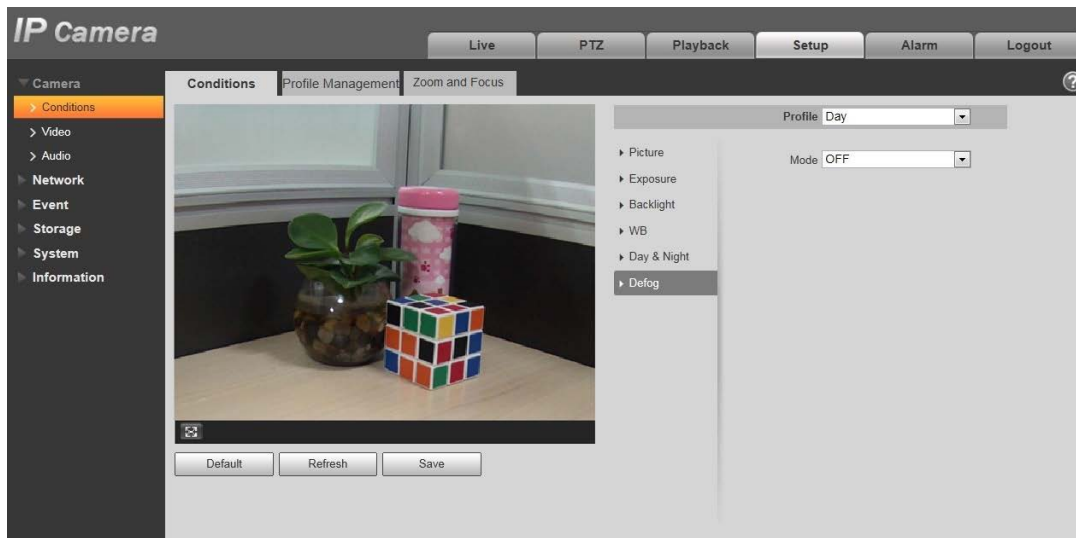 IP Camera
Live
PTZ
Playback
Setup
Alarm
Logout
Camera
Conditions
Video
Audio
Network
Event
Storage
System
Information
Conditions
Profile Management
Zoom and Focus
?
Profile Day
Picture
Exposure
Backlight
WB
Day & Night
Defog
Mode OFF
Default
Refresh
Save